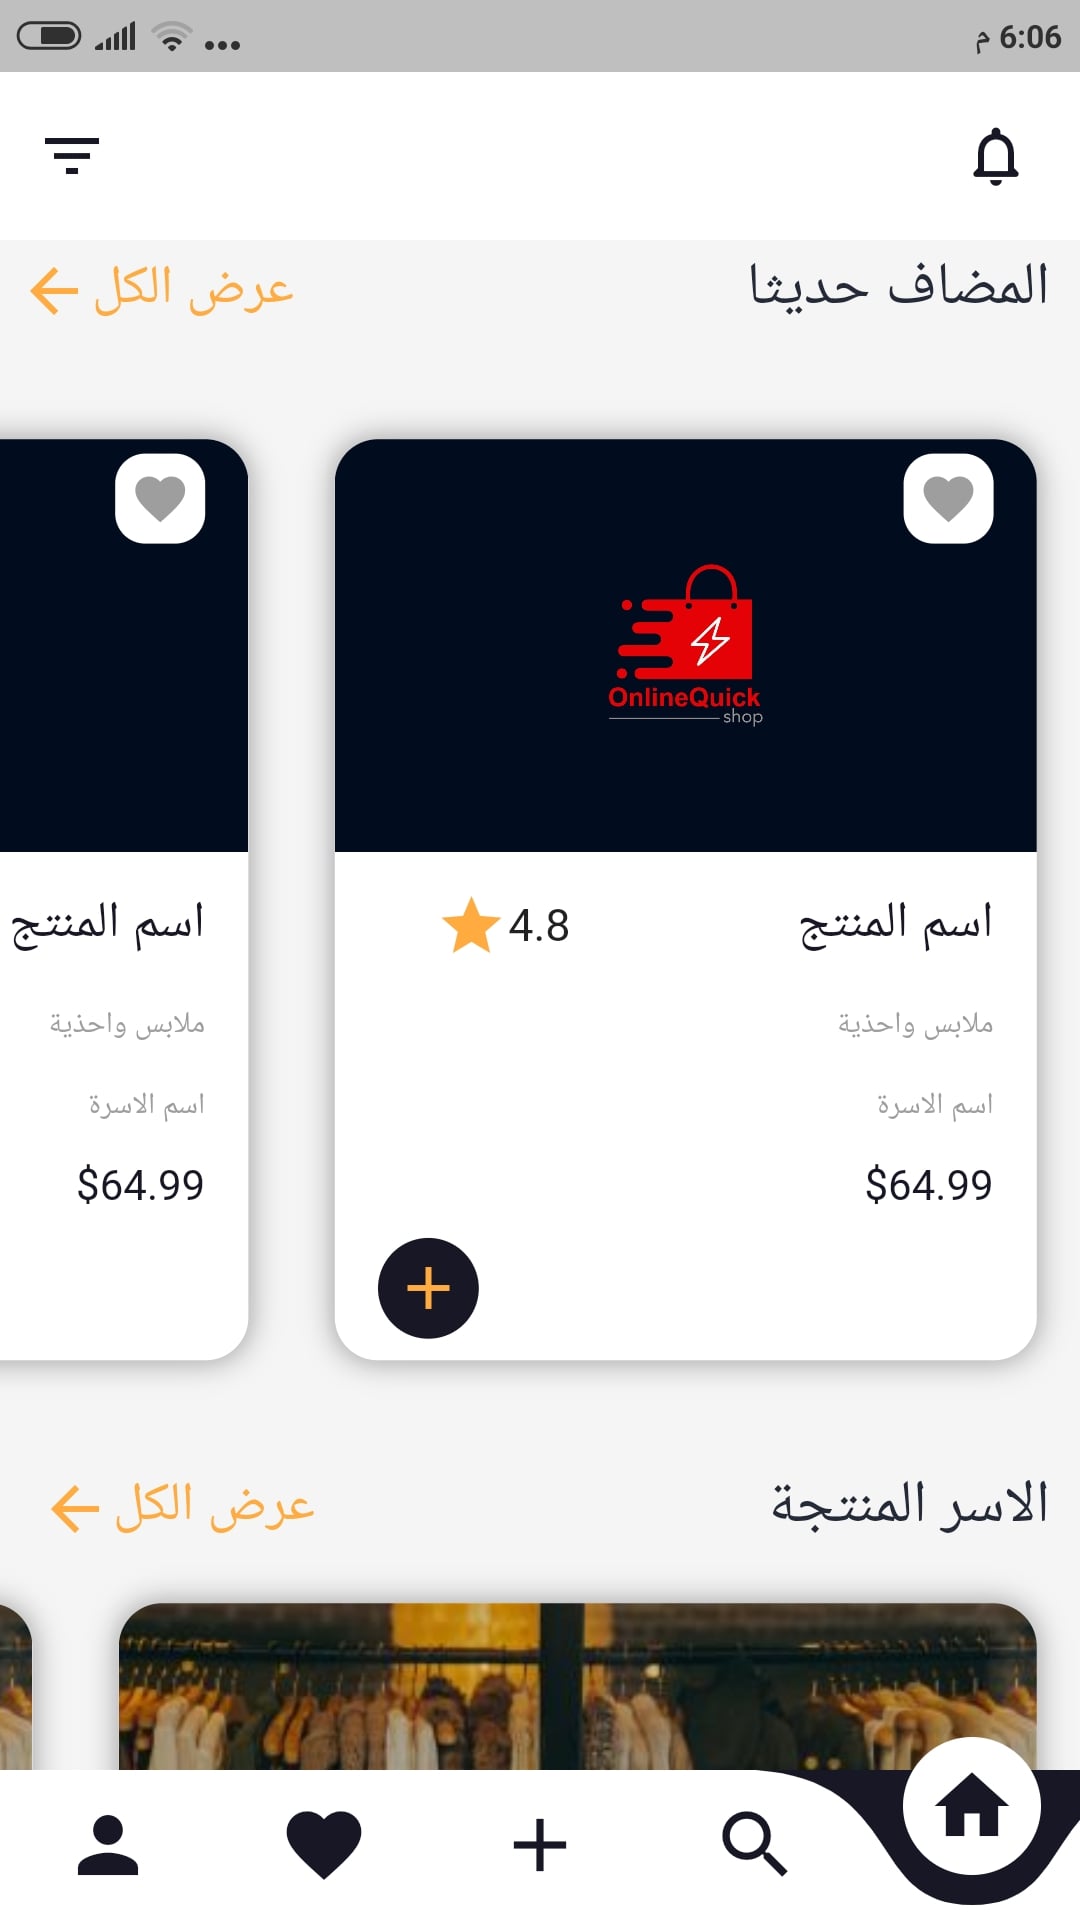 6:06 م
المضاف حديثا
عرض الكل
OnlineQuick
shop
اسم المنتج
4.8
ملابس واحذية
اسم الاسرة
$64.99
اسم المنتج
ملابس واحذية
اسم الاسرة
$64.99
الاسر المنتجة
عرض الكل